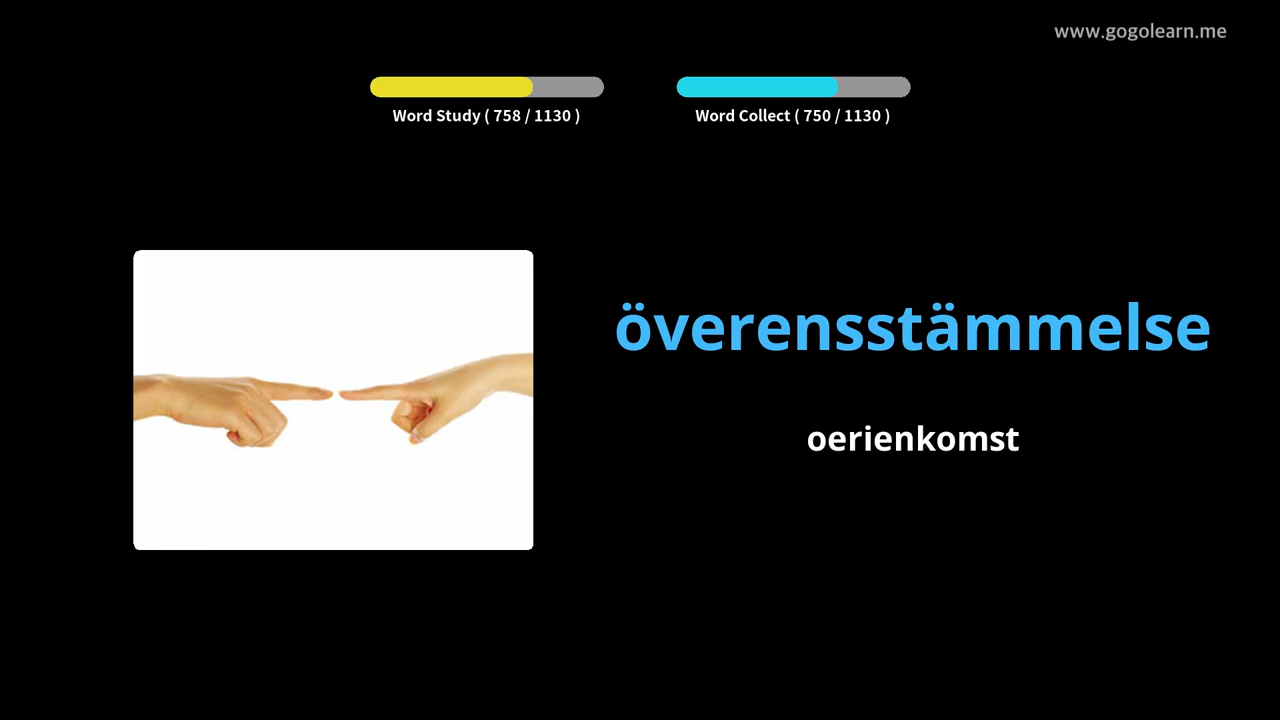 www.gogolearn.me
Word Study ( 758 / 1130 )
Word Collect ( 750 / 1130 )
överensstämmelse
oerienkomst